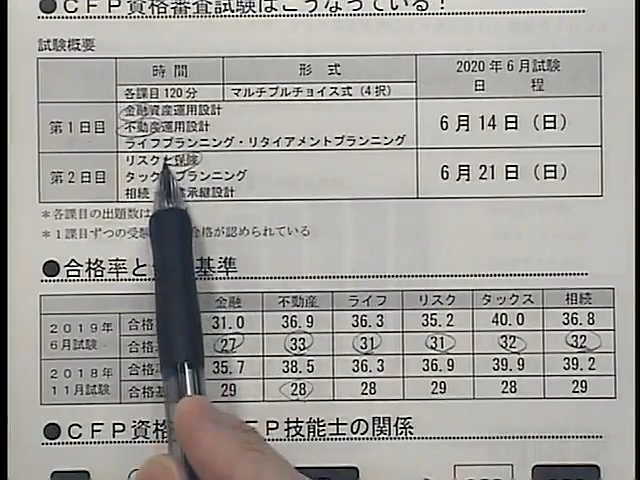 ●CFP資格審査試験はこうなっている！
試験概要
時間 形式 2020年6月試験
日程
各課目120分 マルチプルチョイス式（4択）
第1日目 金融資産運用設計 6月14日（日）
不動産運用設計
ライフプランニング・リタイアメントプランニング
第2日目 リスクと保険 6月21日（日）
タックスプランニング
相続 承継設計
＊各課目の出題数は
＊1課目ずつの受験 合格が認められている
●合格率と 基準
金融 不動産 ライフ リスク タックス 相続
2019年 合格 31.0 36.9 36.3 35.2 40.0 36.8
6月試験 合格 27 33 31 31 32 32
2018年 合格 35.7 38.5 36.3 36.9 39.9 39.2
11月試験 合格基 29 28 28 29 28 29
●CFP資格 FP技能士の関係